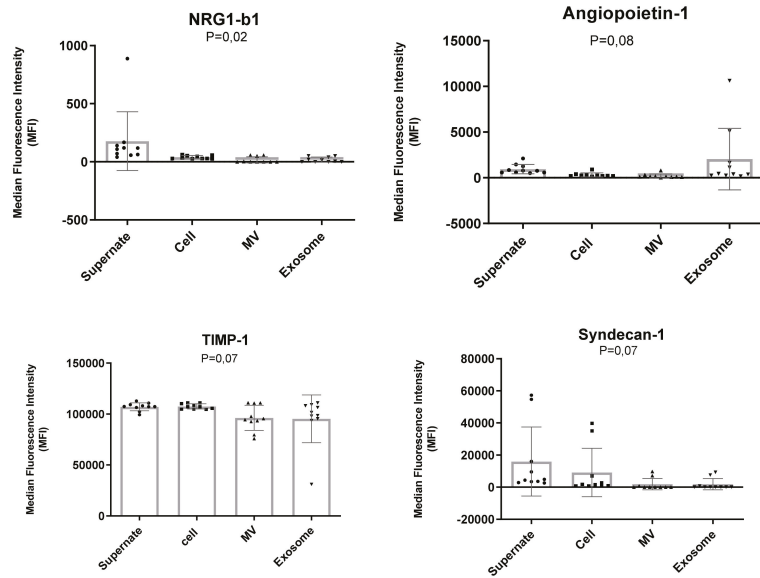 NRG1-b1
P=0,02
Median Fluorescence Intensity
(MFI)
1000
500
0
-500
Supernate
Cell
MV
Exosome
Angiopoietin-1
P=0,08
Median Fluorescence Intensity
(MFI)
15000
10000
5000
0
-5000
Supernate
Cell
MV
Exosome
TIMP-1
P=0,07
Median Fluorescence Intensity
(MFI)
150000
100000
50000
0
Supernate
cell
MV
Exosome
Syndecan-1
P=0,07
Median Fluorescence Intensity
(MFI)
80000
60000
40000
20000
0
-20000
Supernate
Cell
MV
Exosome